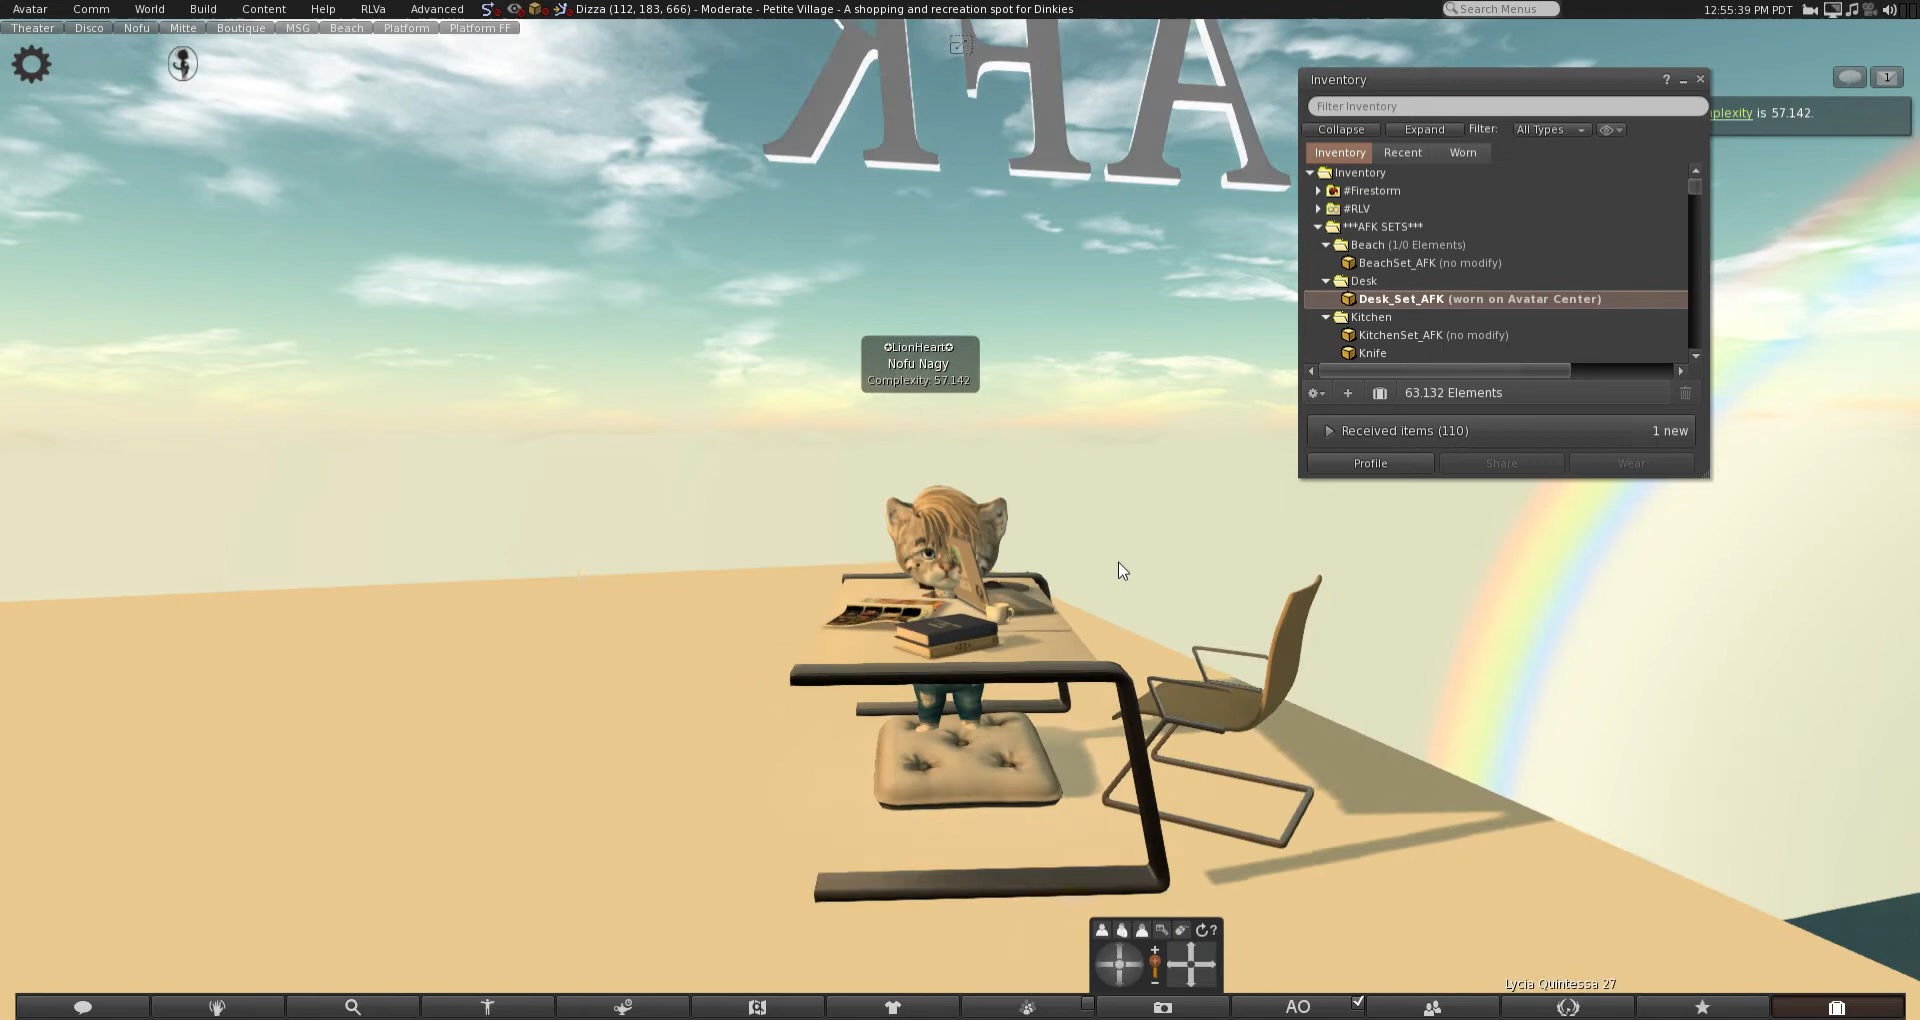 Avatar Comm World Build Content Help RLVa Advanced Dizza (112, 183, 666) - Moderate - Petite Village - A shopping and recreation spot for Dinkies Search Menus 12:55:39 PM PDT
Theater Disco Nofu Mitte Boutique MSG Beach Platform Platform FF
AFK
1
Inventory ? _ ×
Filter Inventory
mplexity is 57.142.
Collapse Expand Filter: All Types
Inventory Recent Worn
Inventory
#Firestorm
#RLV
***AFK SETS***
Beach (1/0 Elements)
BeachSet_AFK (no modify)
Desk
Desk_Set_AFK (worn on Avatar Center)
Kitchen
KitchenSet_AFK (no modify)
Knife
+ 63.132 Elements
Received items (110) 1 new
Profile Share Wear
✪LionHeart✪
Nofu Nagy
Complexity: 57.142
?
+
-
Lycia Quintessa 27
AO